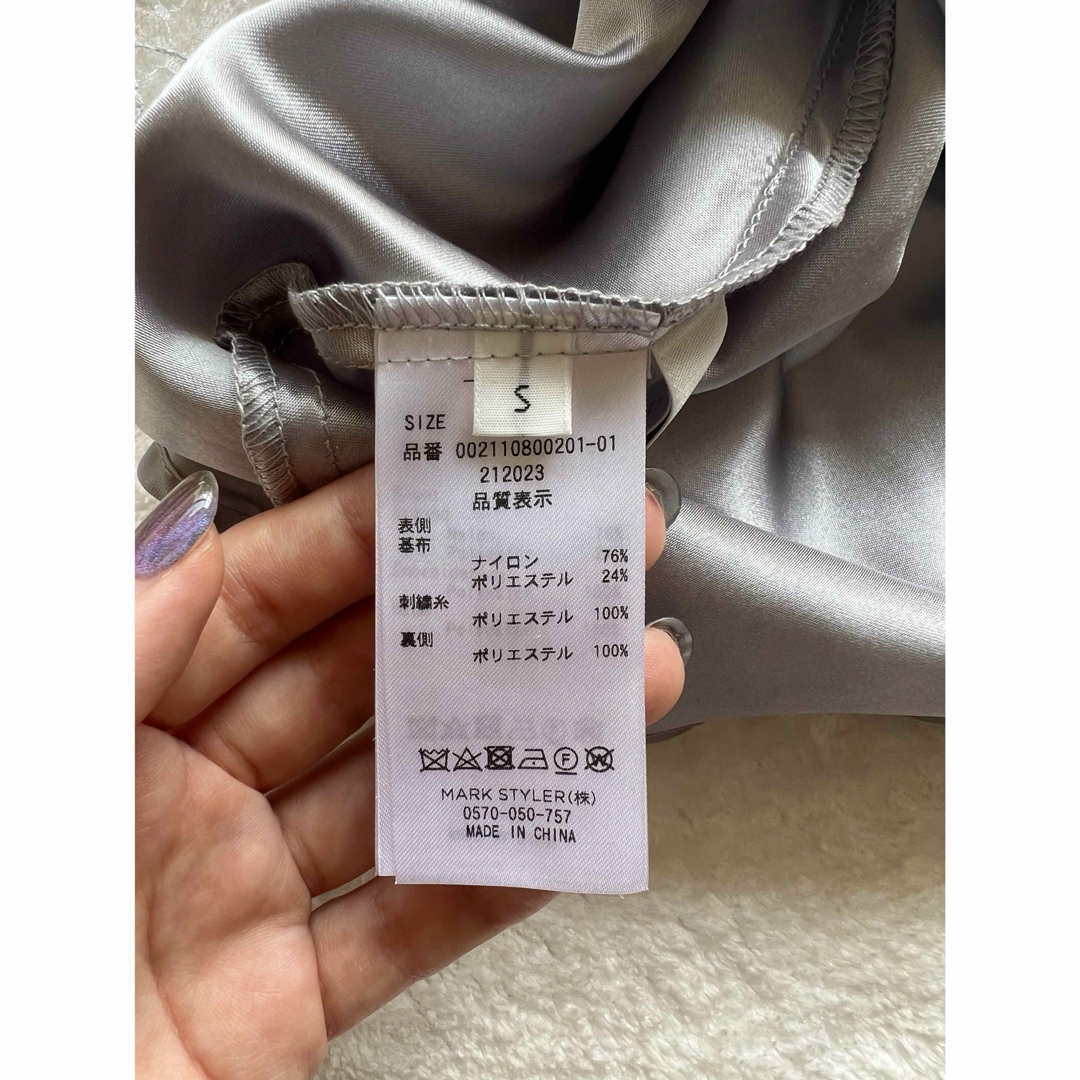 S
SIZE
品番 002110800201-01
212023
品質表示
表側
基布
ナイロン 76%
ポリエステル 24%
刺繍糸
ポリエステル 100%
裏側
ポリエステル 100%
F W
MARK STYLER(株)
0570-050-757
MADE IN CHINA